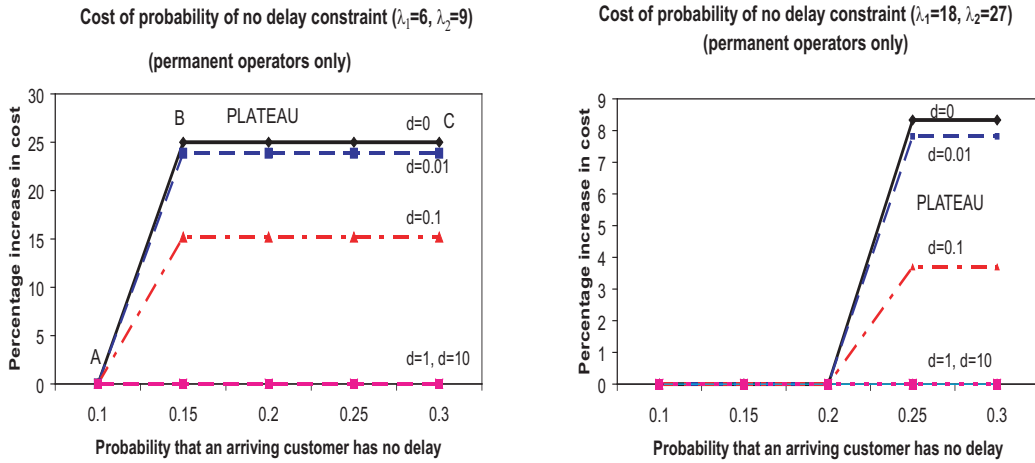 Cost of probability of no delay constraint (λ₁=6, λ₂=9)
(permanent operators only)
Percentage increase in cost
30
25
20
15
10
5
0
A
B
PLATEAU
C
d=0
d=0.01
d=0.1
d=1, d=10
0.1
0.15
0.2
0.25
0.3
Probability that an arriving customer has no delay
Cost of probability of no delay constraint (λ₁=18, λ₂=27)
(permanent operators only)
Percentage increase in cost
9
8
7
6
5
4
3
2
1
0
d=0
d=0.01
PLATEAU
d=0.1
d=1, d=10
0.1
0.15
0.2
0.25
0.3
Probability that an arriving customer has no delay